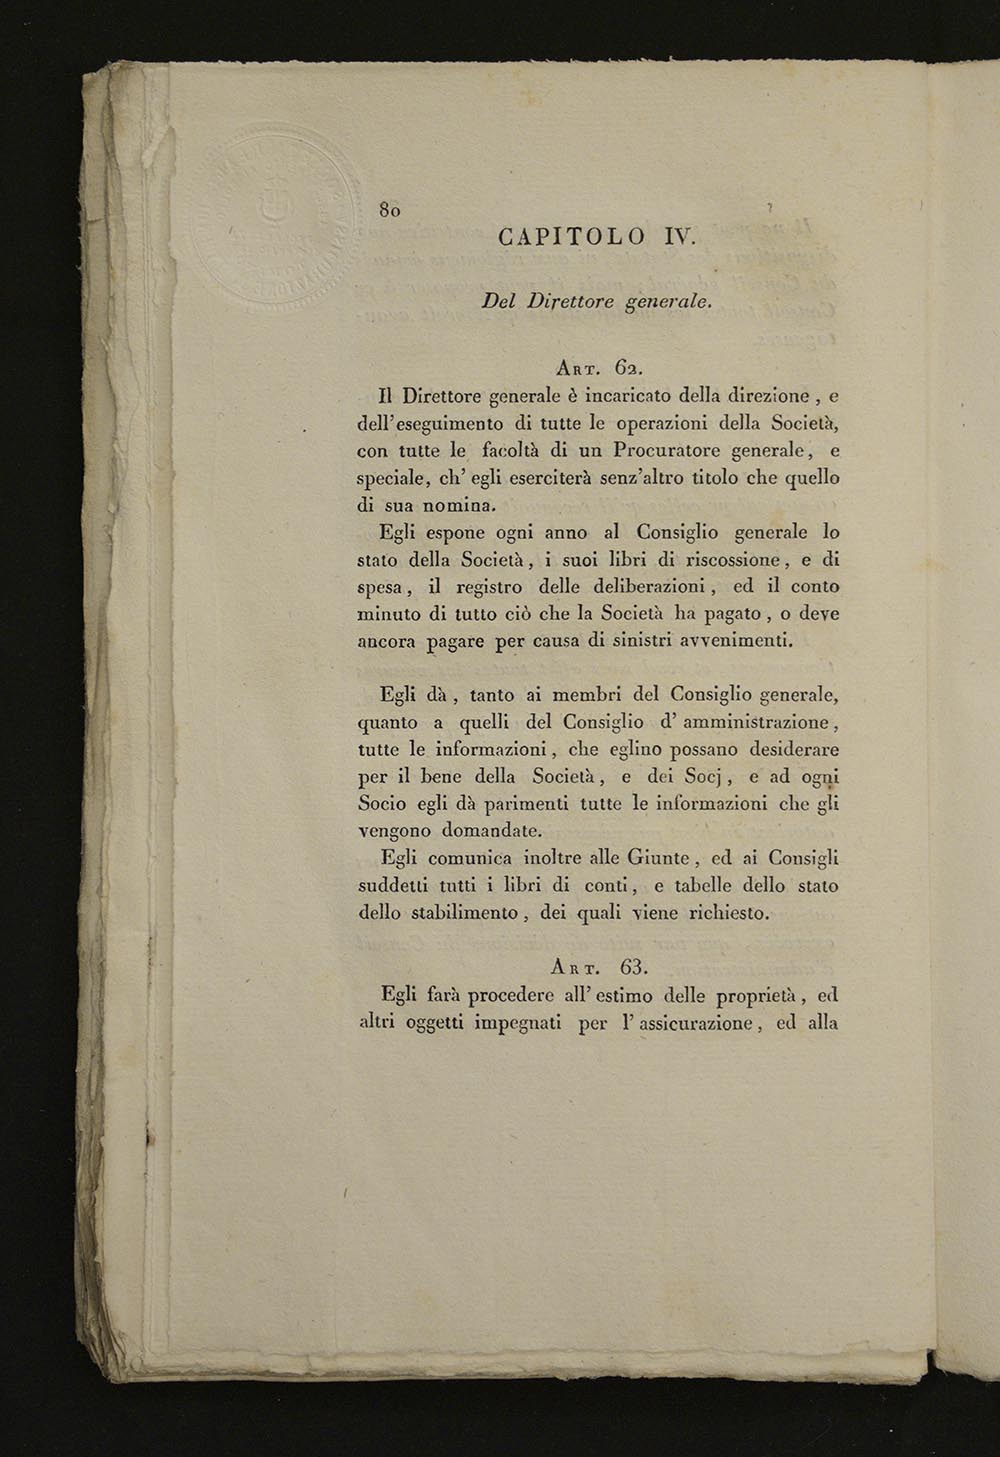 80
CAPITOLO IV.
Del Direttore generale.
ART. 62.
Il Direttore generale è incaricato della direzione , e
dell'eseguimento di tutte le operazioni della Società,
con tutte le facoltà di un Procuratore generale, e
speciale, ch' egli eserciterà senz'altro titolo che quello
di sua nomina.
Egli espone ogni anno al Consiglio generale lo
stato della Società, i suoi libri di riscossione, e di
spesa, il registro delle deliberazioni, ed il conto
minuto di tutto ciò che la Società ha pagato , o deve
ancora pagare per causa di sinistri avvenimenti.
Egli dà , tanto ai membri del Consiglio generale,
quanto a quelli del Consiglio d' amministrazione,
tutte le informazioni, che eglino possano desiderare
per il bene della Società, e dei Socj, e ad ogni
Socio egli dà parimenti tutte le informazioni che gli
vengono domandate.
Egli comunica inoltre alle Giunte, ed ai Consigli
suddetti tutti i libri di conti, e tabelle dello stato
dello stabilimento, dei quali viene richiesto.
ART. 63.
Egli farà procedere all' estimo delle proprietà, ed
altri oggetti impegnati per l' assicurazione, ed alla